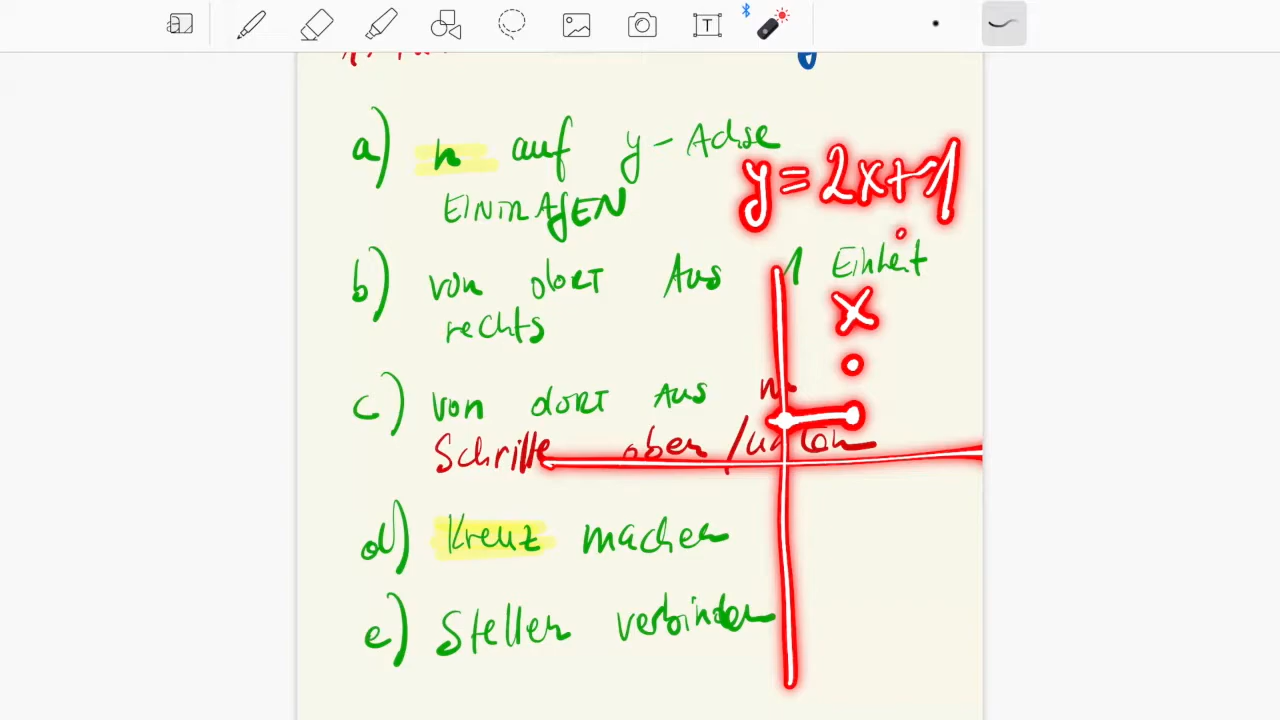 a) n auf y-Achse
EINTRAGEN
y = 2x+1
b) von dort Aus 1 Einheit
rechts
c) von dort Aus m
Schritte oben/unten
d) Kreuz machen
e) Stellen verbinden